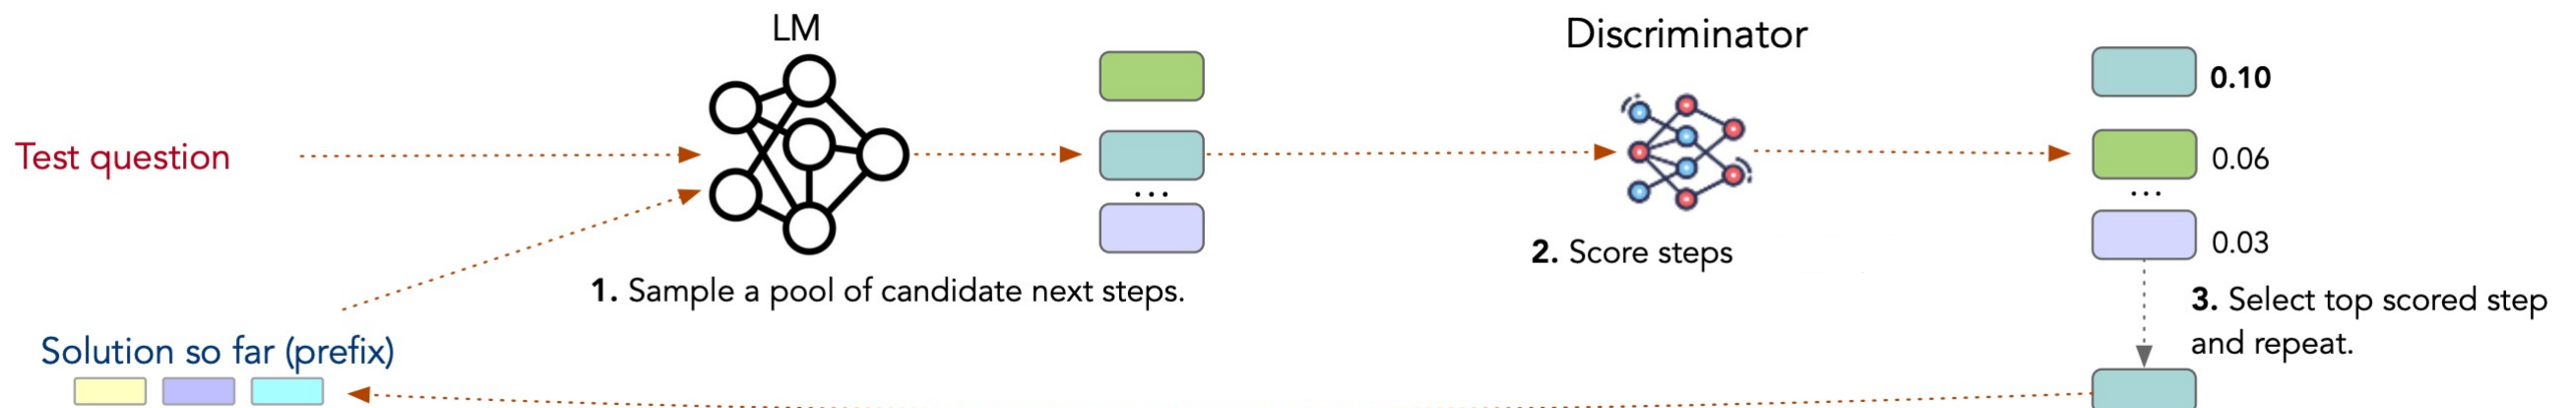 LM
Discriminator
0.10
Test question
0.06
...
...
0.03
2. Score steps
1. Sample a pool of candidate next steps.
3. Select top scored step
and repeat.
Solution so far (prefix)